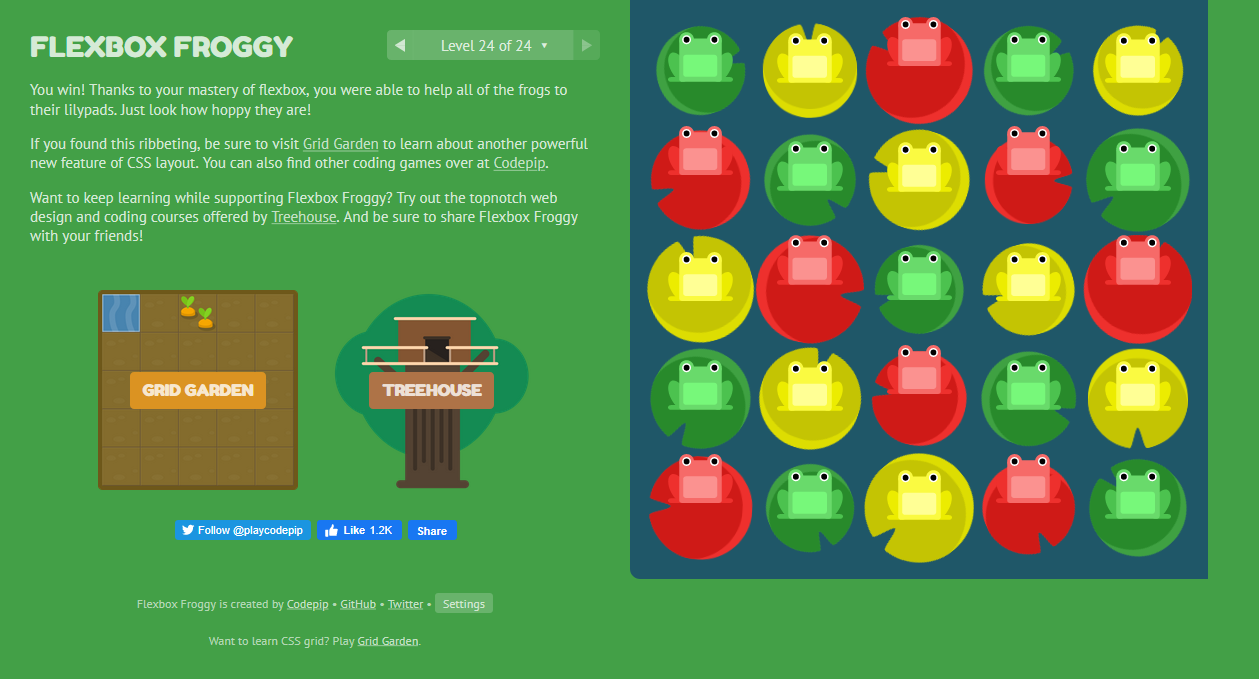 FLEXBOX FROGGY
Level 24 of 24
You win! Thanks to your mastery of flexbox, you were able to help all of the frogs to
their lilypads. Just look how hoppy they are!
If you found this ribbeting, be sure to visit Grid Garden to learn about another powerful
new feature of CSS layout. You can also find other coding games over at Codepip.
Want to keep learning while supporting Flexbox Froggy? Try out the topnotch web
design and coding courses offered by Treehouse. And be sure to share Flexbox Froggy
with your friends!
GRID GARDEN
TREEHOUSE
Follow @playcodepip
Like 1.2K
Share
Flexbox Froggy is created by Codepip • GitHub • Twitter • Settings
Want to learn CSS grid? Play Grid Garden.